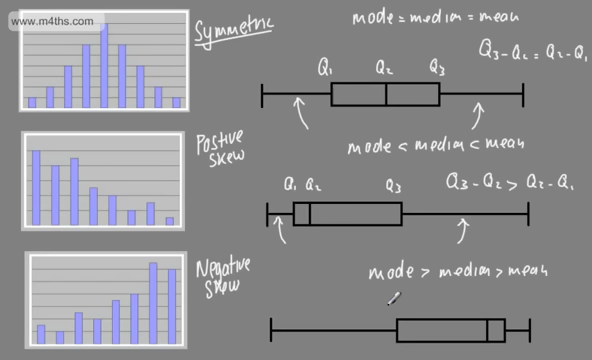 www.m4ths.com
Symmetric
mode = median = mean
Q3 - Q2 = Q2 - Q1
Q1 Q2 Q3
Postive
Skew
mode < median < mean
Q1 Q2 Q3
Q3 - Q2 > Q2 - Q1
Negative
Skew
mode > median > mean